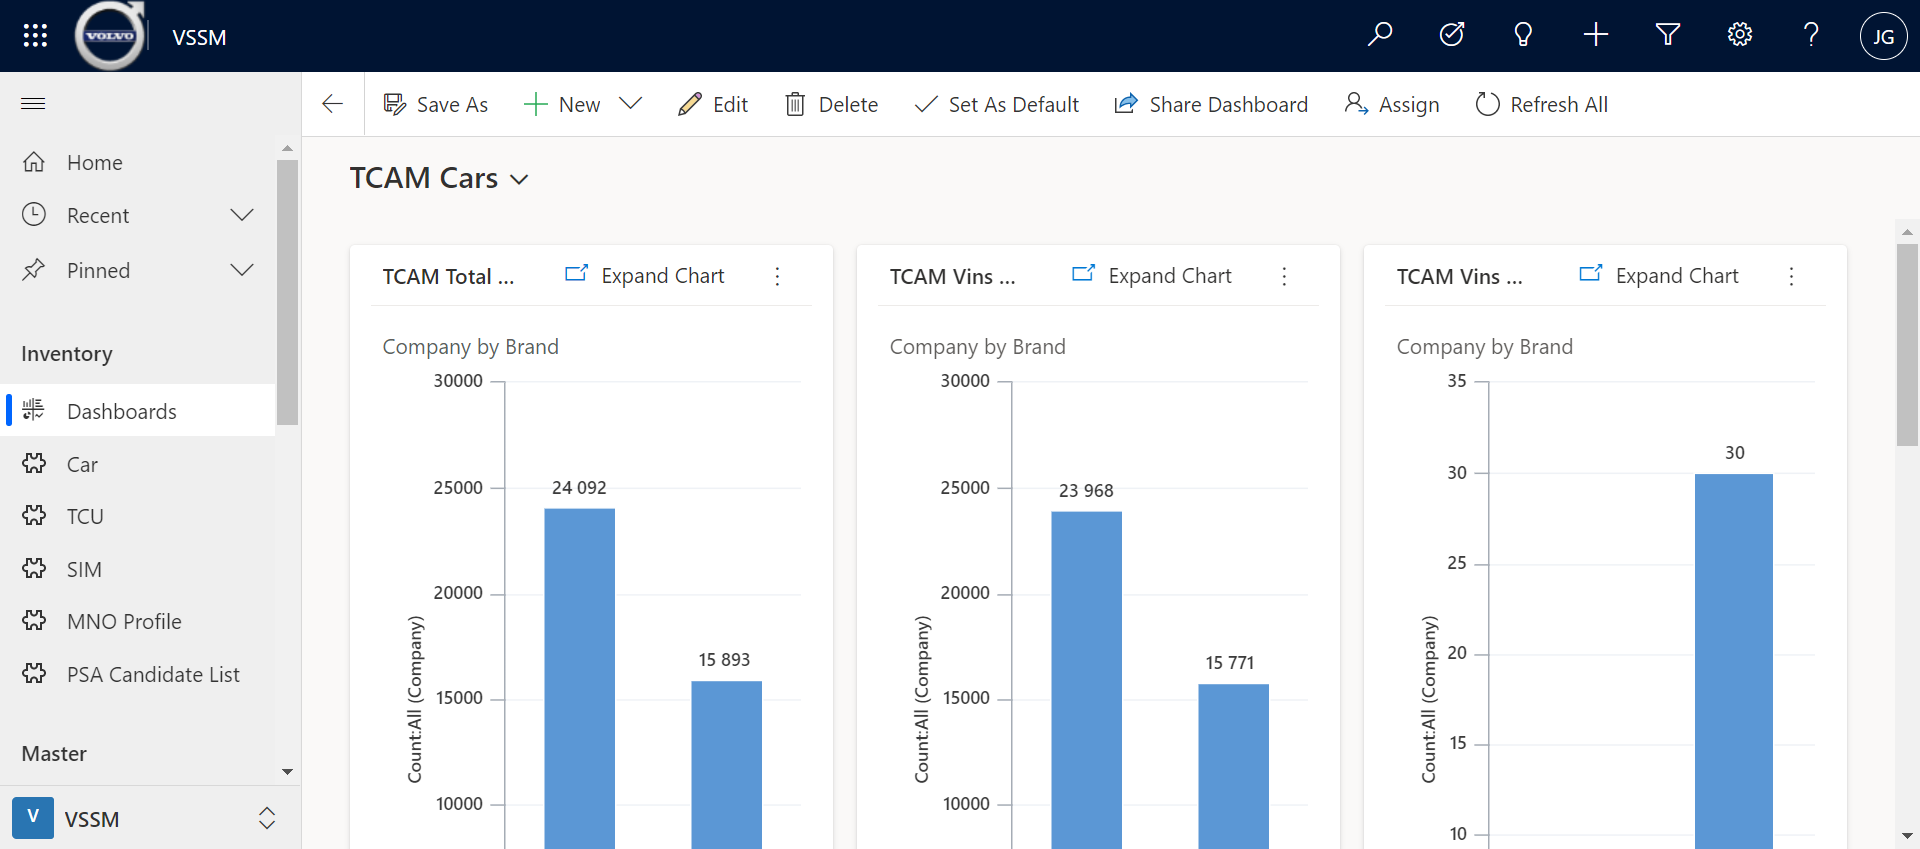 VOLVO VSSM
JG
Save As New Edit Delete Set As Default Share Dashboard Assign Refresh All
Home
Recent
Pinned
Inventory
Dashboards
Car
TCU
SIM
MNO Profile
PSA Candidate List
Master
V VSSM
TCAM Cars
TCAM Total ... Expand Chart
Company by Brand
30000
25000
20000
15000
10000
Count:All (Company)
24 092
15 893
TCAM Vins ... Expand Chart
Company by Brand
30000
25000
20000
15000
10000
Count:All (Company)
23 968
15 771
TCAM Vins ... Expand Chart
Company by Brand
35
30
25
20
15
10
Count:All (Company)
30